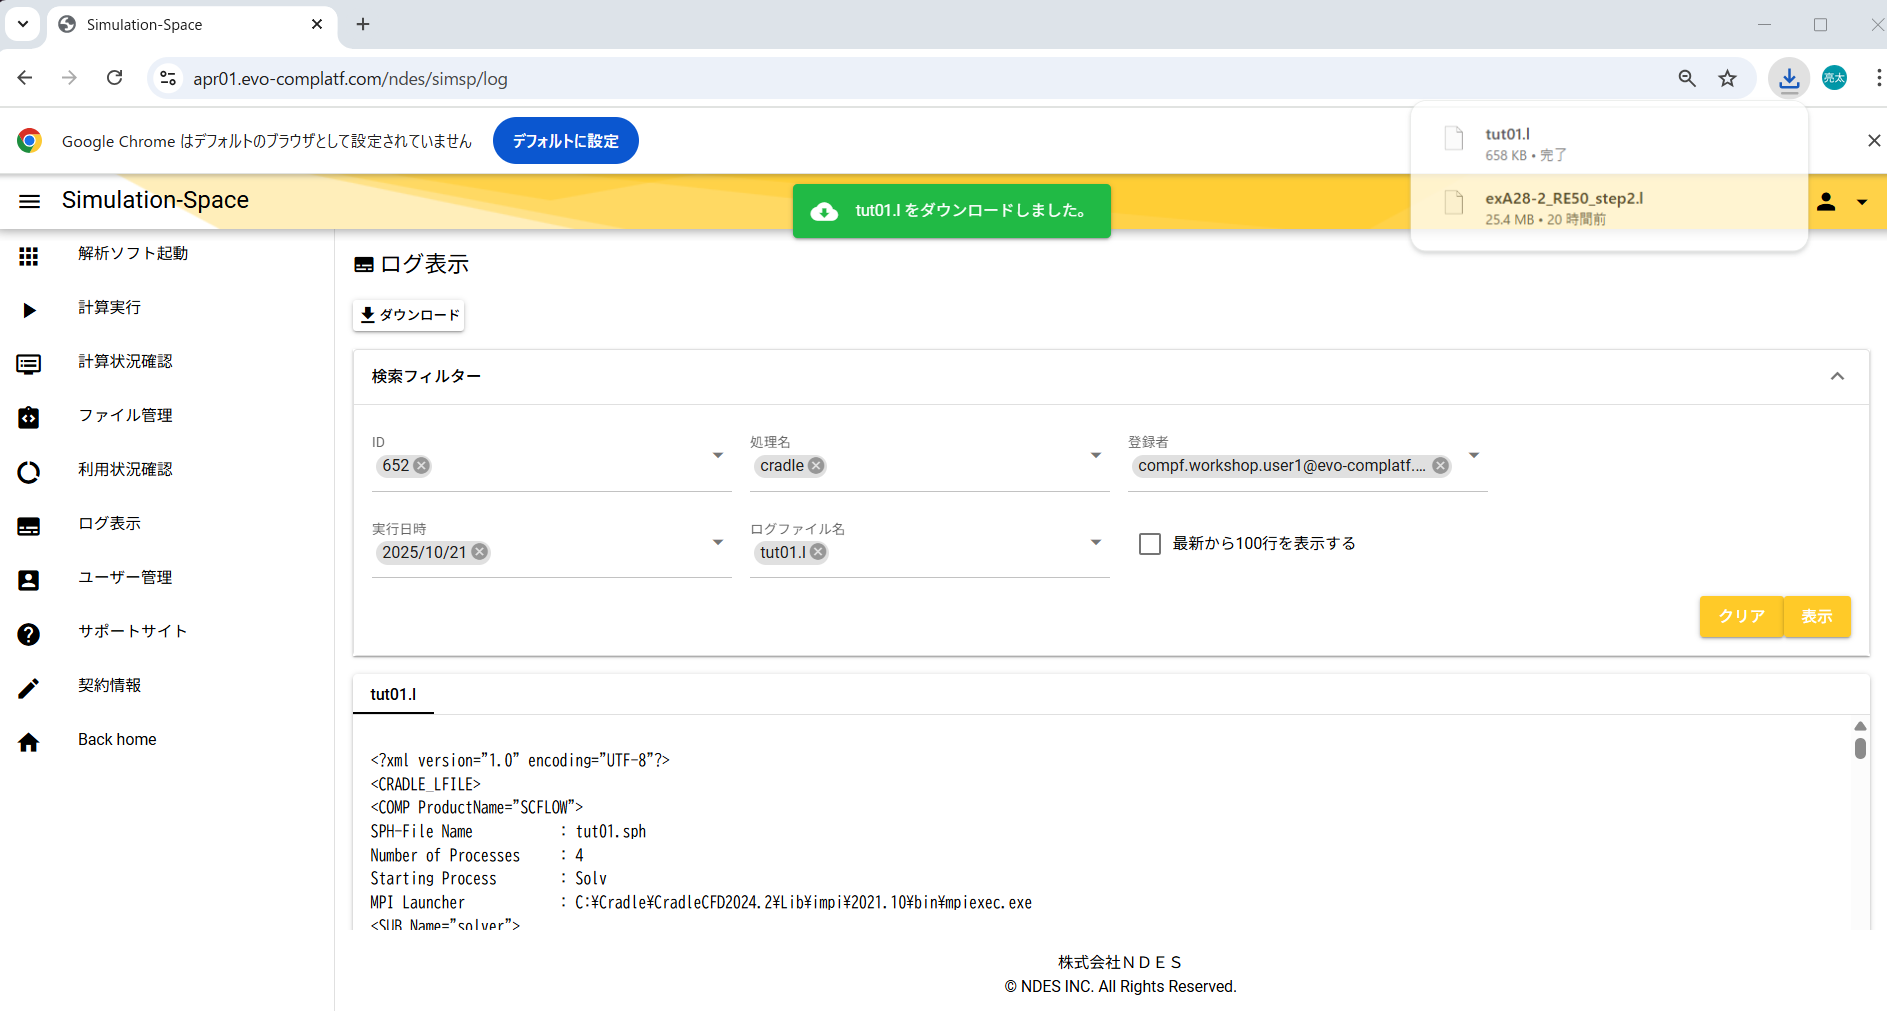 Simulation-Space
apr01.evo-complatf.com/ndes/simsp/log
亮太
Google Chrome はデフォルトのブラウザとして設定されていません
デフォルトに設定
tut01.l
658 KB • 完了
exA28-2_RE50_step2.l
25.4 MB • 20 時間前
Simulation-Space
tut01.l をダウンロードしました。
解析ソフト起動
計算実行
計算状況確認
ファイル管理
利用状況確認
ログ表示
ユーザー管理
サポートサイト
契約情報
Back home
ログ表示
ダウンロード
検索フィルター
ID
652
処理名
cradle
登録者
compf.workshop.user1@evo-complatf....
実行日時
2025/10/21
ログファイル名
tut01.l
最新から100行を表示する
クリア
表示
tut01.l
<?xml version="1.0" encoding="UTF-8"?>
<CRADLE_LFILE>
<COMP ProductName="SCFLOW">
SPH-File Name : tut01.sph
Number of Processes : 4
Starting Process : Solv
MPI Launcher : C:¥Cradle¥CradleCFD2024.2¥Lib¥impi¥2021.10¥bin¥mpiexec.exe
<SUB Name="solver">
株式会社ＮＤＥＳ
© NDES INC. All Rights Reserved.